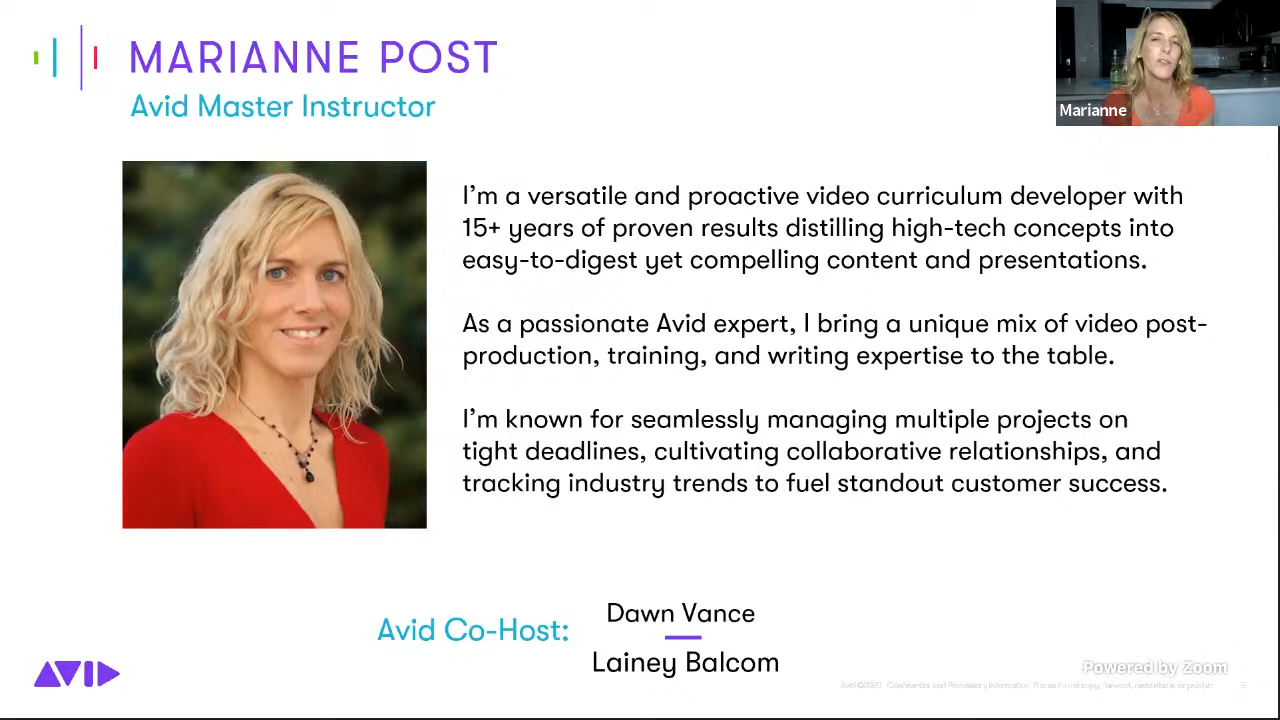 MARIANNE POST
Avid Master Instructor
Marianne
I'm a versatile and proactive video curriculum developer with
15+ years of proven results distilling high-tech concepts into
easy-to-digest yet compelling content and presentations.
As a passionate Avid expert, I bring a unique mix of video post-
production, training, and writing expertise to the table.
I'm known for seamlessly managing multiple projects on
tight deadlines, cultivating collaborative relationships, and
tracking industry trends to fuel standout customer success.
Avid Co-Host:
Dawn Vance
Lainey Balcom
AVID
Powered by Zoom